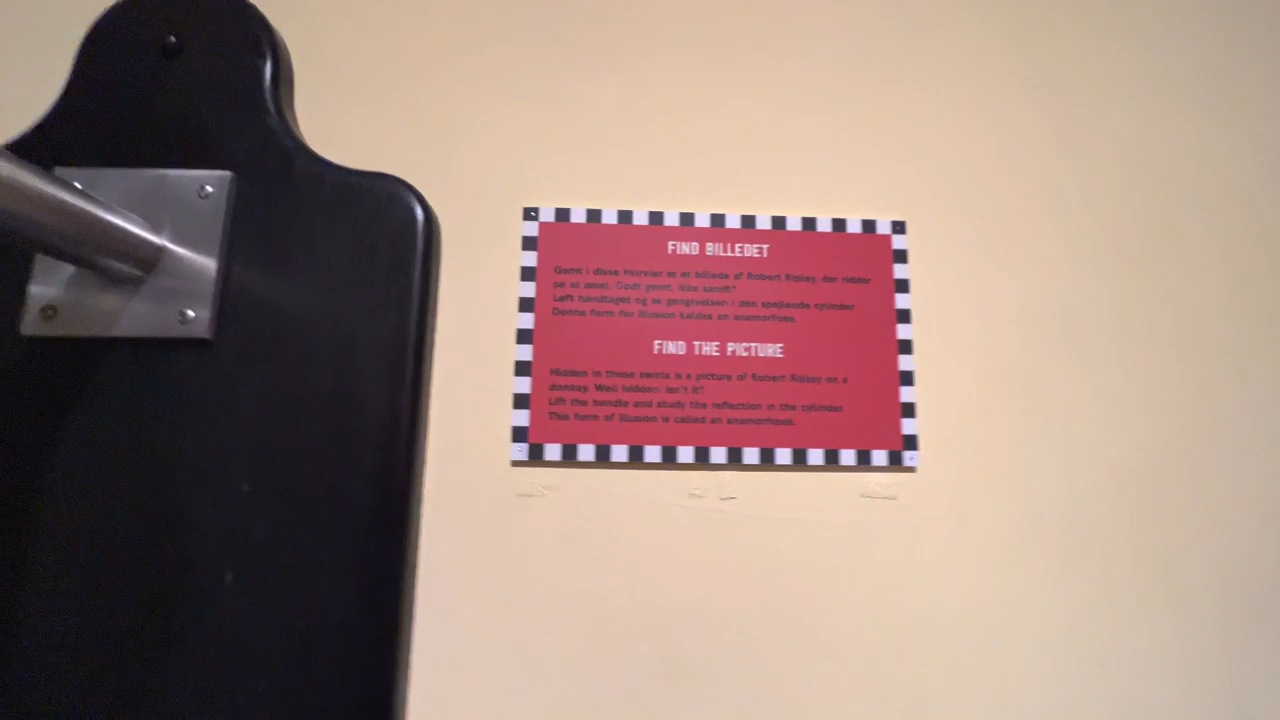 FIND BILLEDET
Gemt i disse hvirvler er et billede af Robert Ripley, der ridder
på et æsel. Godt gemt, ikke sandt?
Løft håndtaget og se gengivelsen i den spejlende cylinder
Denne form for illusion kaldes en anamorfose.
FIND THE PICTURE
Hidden in these swirls is a picture of Robert Ripley on a
donkey. Well hidden, isn't it?
Lift the handle and study the reflection in the cylinder
This form of illusion is called an anamorfose.